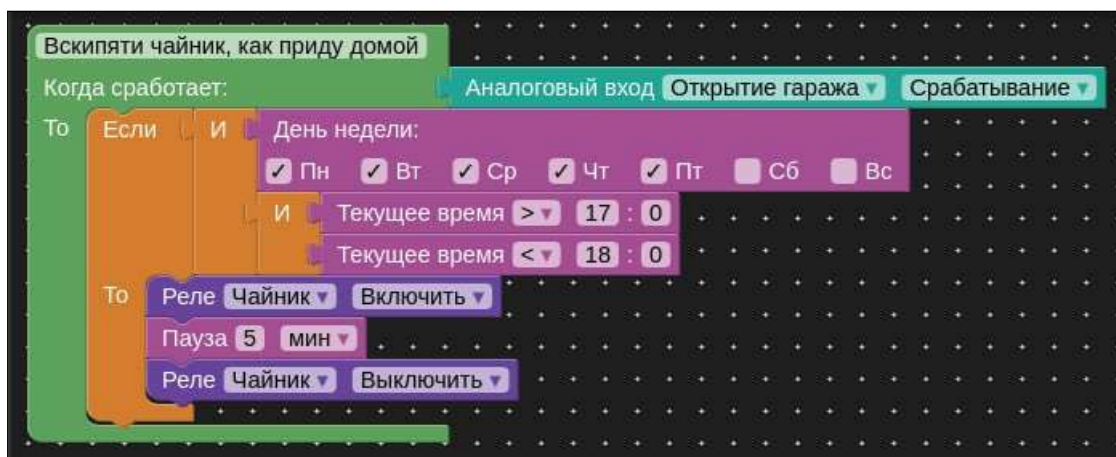 Вскипяти чайник, как приду домой
Когда сработает: Аналоговый вход Открытие гаража Срабатывание
То Если И День недели:
Пн Вт Ср Чт Пт Сб Вс
И Текущее время > 17 : 0
Текущее время < 18 : 0
То Реле Чайник Включить
Пауза 5 мин
Реле Чайник Выключить